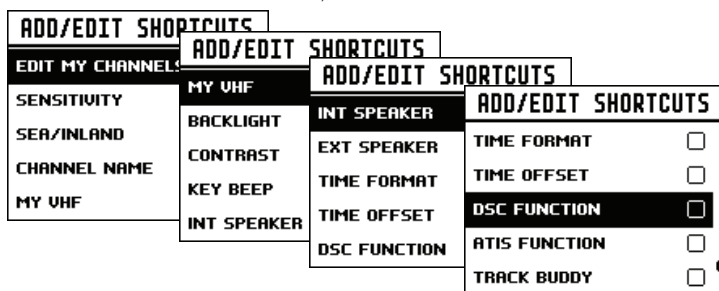 ADD/EDIT SHORTCUTS
EDIT MY CHANNELS
SENSITIVITY
SEA/INLAND
CHANNEL NAME
MY VHF
ADD/EDIT SHORTCUTS
MY VHF
BACKLIGHT
CONTRAST
KEY BEEP
INT SPEAKER
ADD/EDIT SHORTCUTS
INT SPEAKER
EXT SPEAKER
TIME FORMAT
TIME OFFSET
DSC FUNCTION
ADD/EDIT SHORTCUTS
TIME FORMAT
TIME OFFSET
DSC FUNCTION
ATIS FUNCTION
TRACK BUDDY